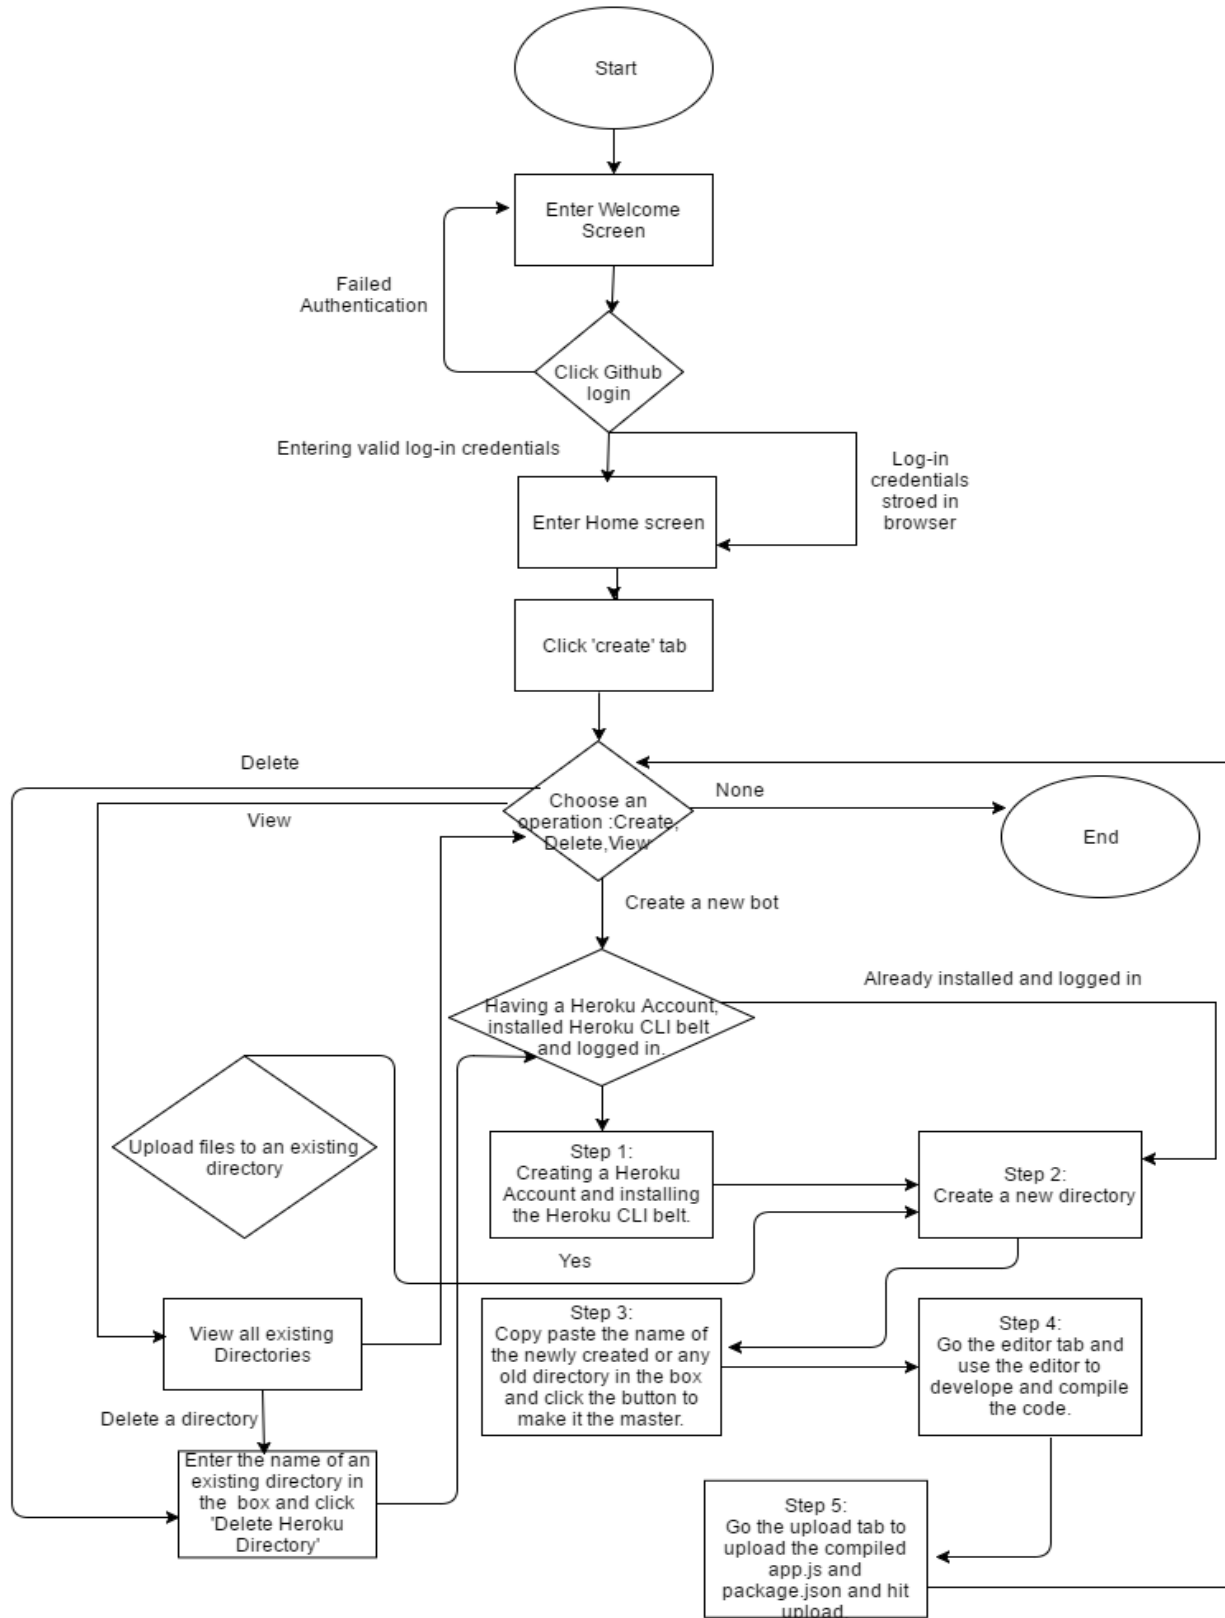 Start
Enter Welcome
Screen
Failed
Authentication
Click Github
login
Entering valid log-in credentials
Log-in
credentials
stroed in
browser
Enter Home screen
Click 'create' tab
Delete
View
Choose an
operation :Create,
Delete,View
None
End
Create a new bot
Already installed and logged in
Having a Heroku Account,
installed Heroku CLI belt
and logged in.
Upload files to an existing
directory
Step 1:
Creating a Heroku
Account and installing
the Heroku CLI belt.
Step 2:
Create a new directory
Yes
View all existing
Directories
Step 3:
Copy paste the name of
the newly created or any
old directory in the box
and click the button to
make it the master.
Step 4:
Go the editor tab and
use the editor to
develope and compile
the code.
Delete a directory
Enter the name of an
existing directory in
the box and click
'Delete Heroku
Directory'
Step 5:
Go the upload tab to
upload the compiled
app.js and
package.json and hit
upload.